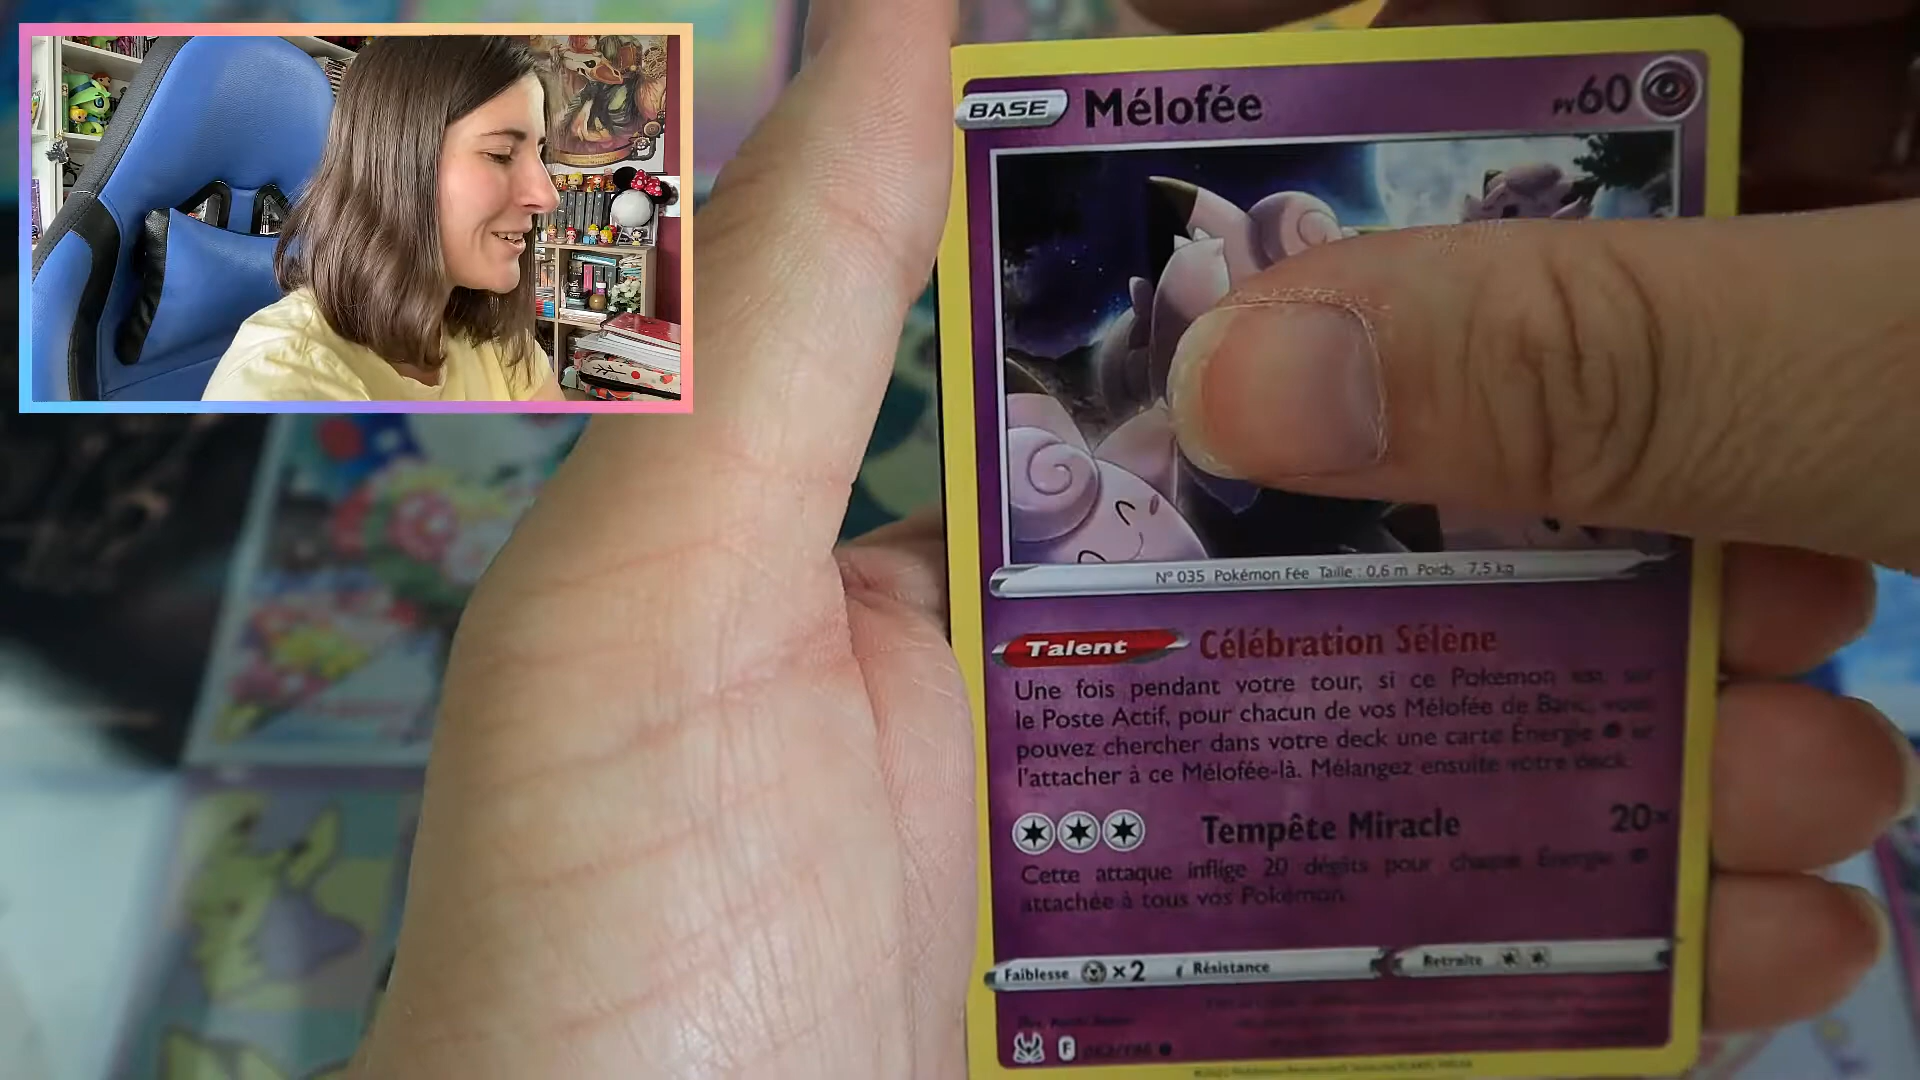 BASE Mélofée PV60
N° 035 Pokémon Fée Taille : 0,6 m Poids : 7,5 kg
Talent Célébration Sélène
Une fois pendant votre tour, si ce Pokémon est sur
le Poste Actif, pour chacun de vos Mélofée de Banc, vous
pouvez chercher dans votre deck une carte Énergie et
l'attacher à ce Mélofée-là. Mélangez ensuite votre deck.
Tempête Miracle 20×
Cette attaque inflige 20 dégâts pour chaque Énergie
attachée à tous vos Pokémon.
Faiblesse ×2 Résistance Retraite
F